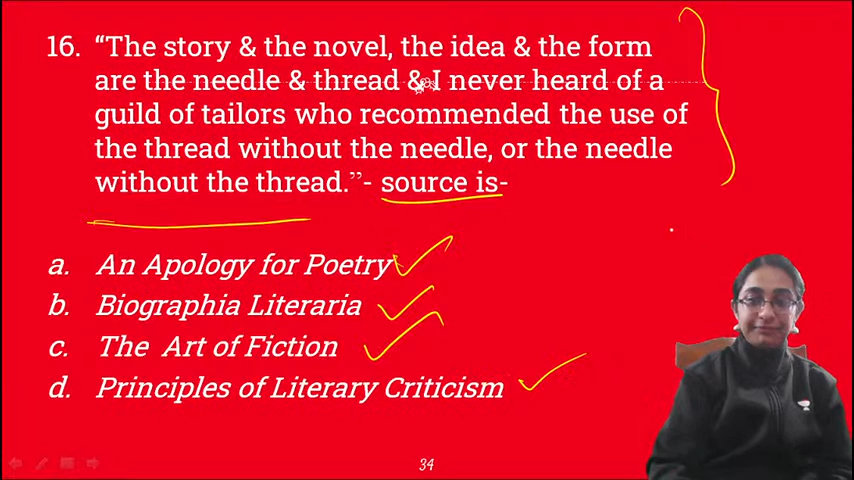 16. “The story & the novel, the idea & the form
are the needle & thread & I never heard of a
guild of tailors who recommended the use of
the thread without the needle, or the needle
without the thread.”- source is-
a. An Apology for Poetry
b. Biographia Literaria
c. The Art of Fiction
d. Principles of Literary Criticism
34